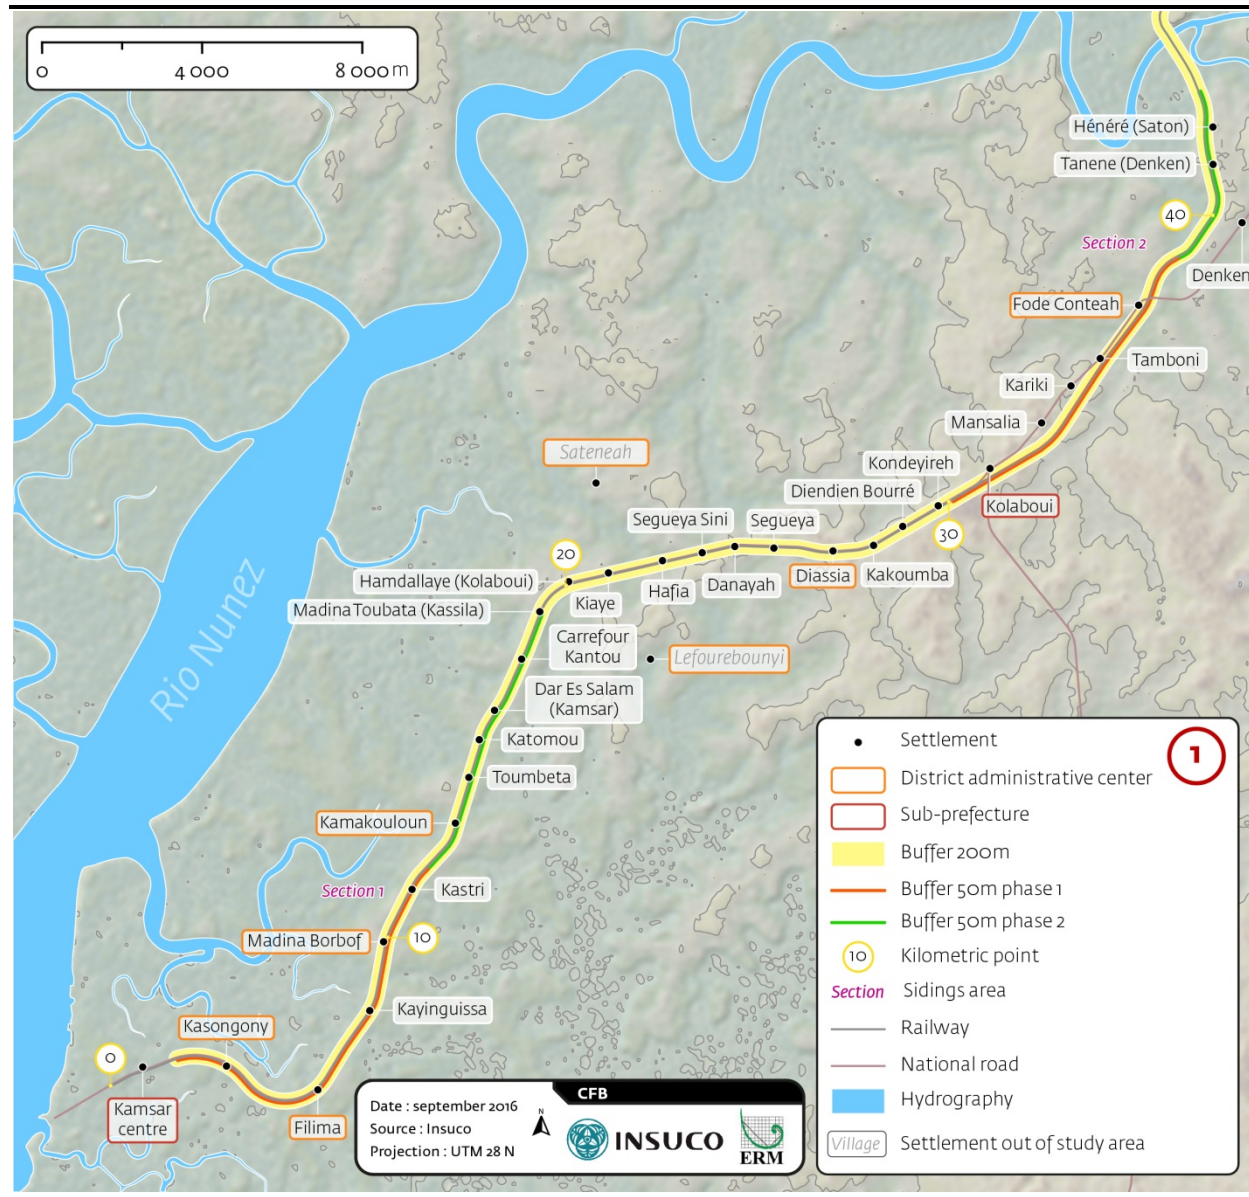 0 4 000 8 000 m
Hénéré (Saton)
Tanene (Denken)
40
Section 2
Denken
Fode Conteah
Tamboni
Kariki
Mansalia
Sateneah
Kondeyireh
Diendien Bourré
Kolaboui
Segueya Sini
Segueya
30
20
Hamdallaye (Kolaboui)
Kiaye
Hafia
Danayah
Diassia
Kakoumba
Madina Toubata (Kassila)
Carrefour
Kantou
Lefourebounyi
Rio Nunez
Dar Es Salam
(Kamsar)
Katomou
Toumbeta
Kamakouloun
Section 1
Kastri
Madina Borbof
10
Kayinguissa
Kasongony
0
Kamsar
centre
Filima
Settlement
1
District administrative center
Sub-prefecture
Buffer 200m
Buffer 50m phase 1
Buffer 50m phase 2
10 Kilometric point
Section Sidings area
Railway
National road
Hydrography
Village Settlement out of study area
CFB
Date : september 2016
Source : Insuco
Projection : UTM 28 N
N
INSUCO
ERM